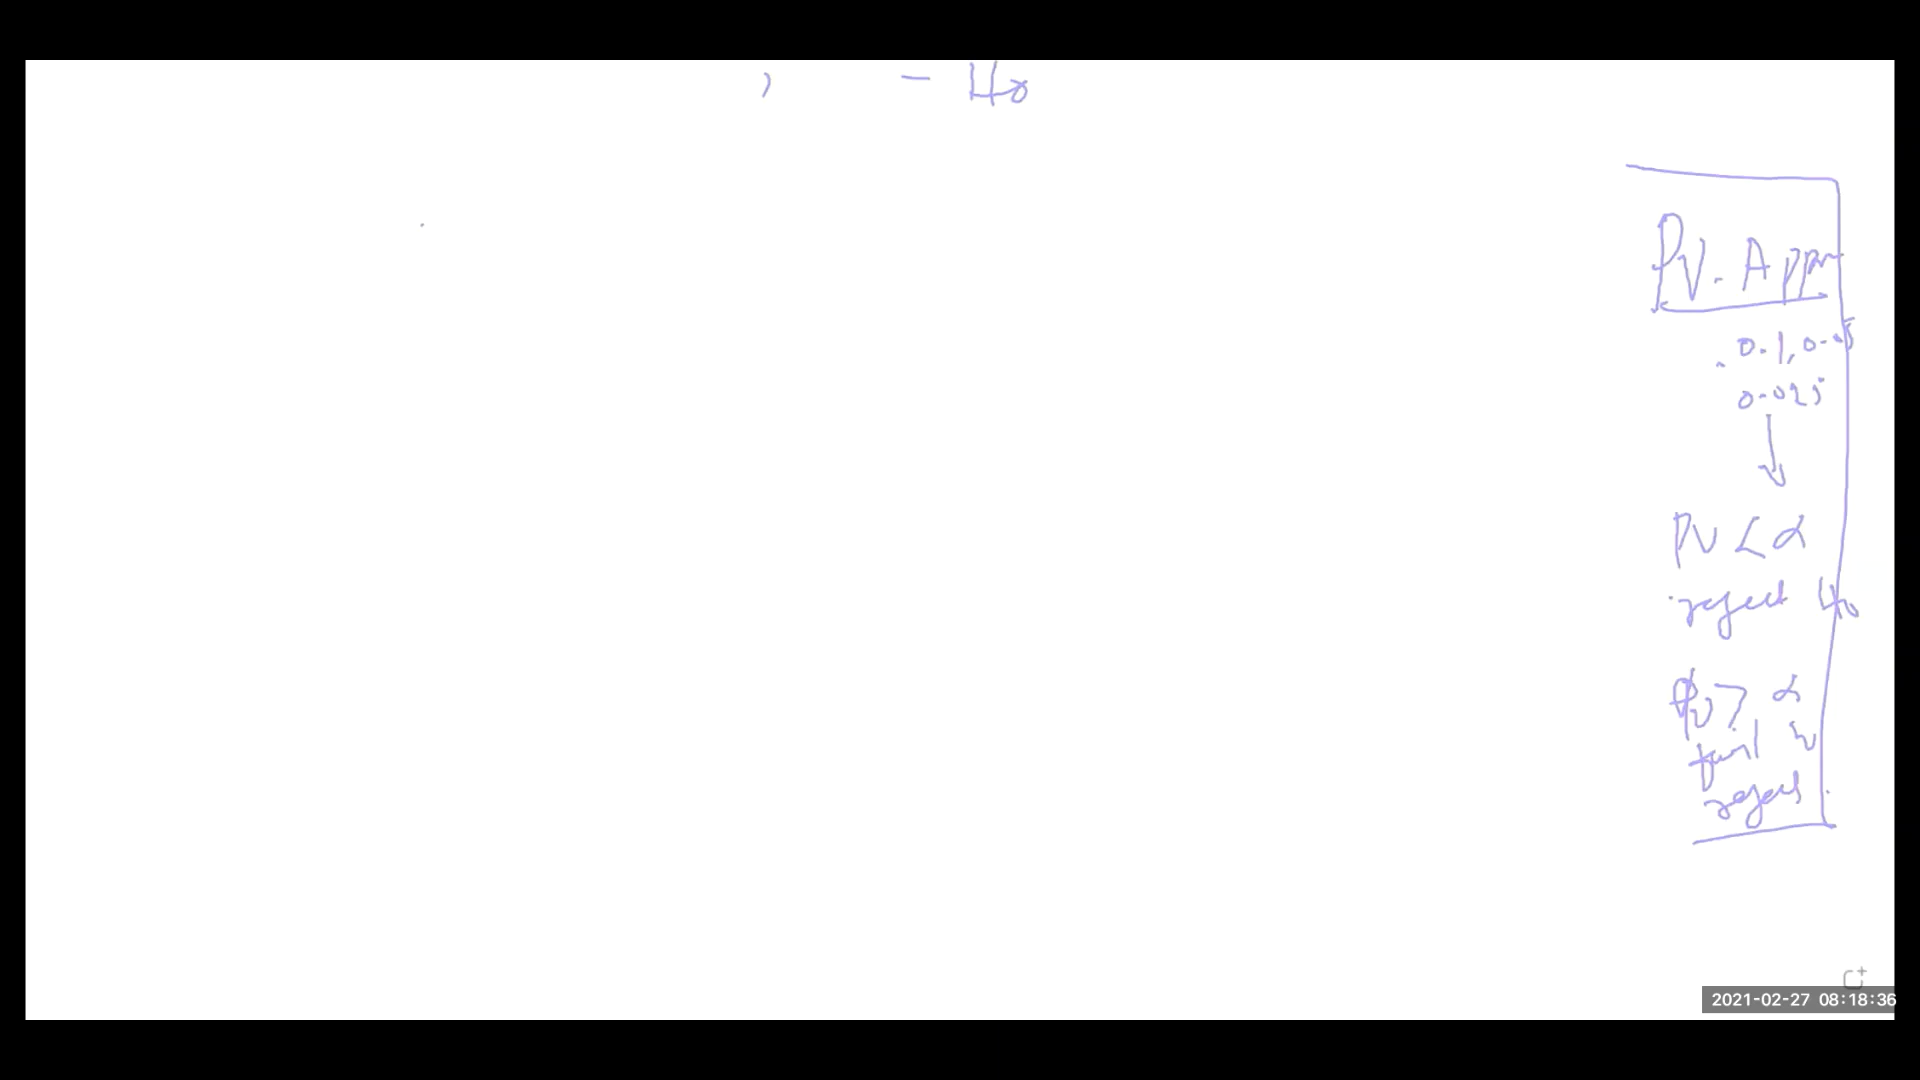 , - H0
PV. Appr
0.1, 0.05
0.025
PV < α
reject H0
PV > α
fail to
reject
2021-02-27 08:18:36